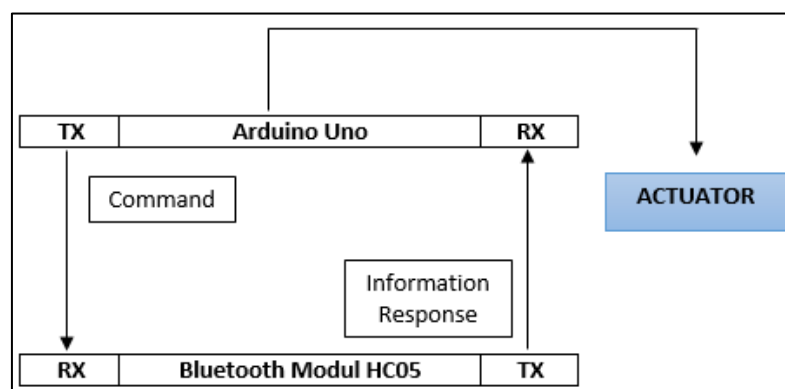 TX
Arduino Uno
RX
Command
ACTUATOR
Information
Response
RX
Bluetooth Modul HC05
TX